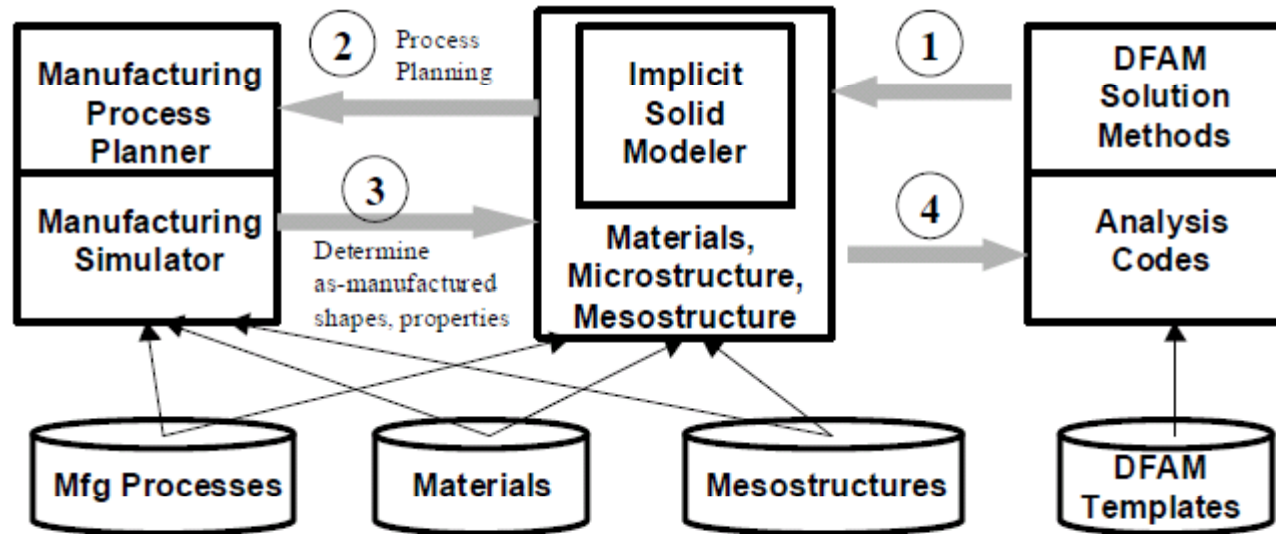 Manufacturing
Process
Planner
Manufacturing
Simulator
2
Process
Planning
3
Determine
as-manufactured
shapes, properties
Implicit
Solid
Modeler
Materials,
Microstructure,
Mesostructure
1
4
DFAM
Solution
Methods
Analysis
Codes
Mfg Processes
Materials
Mesostructures
DFAM
Templates